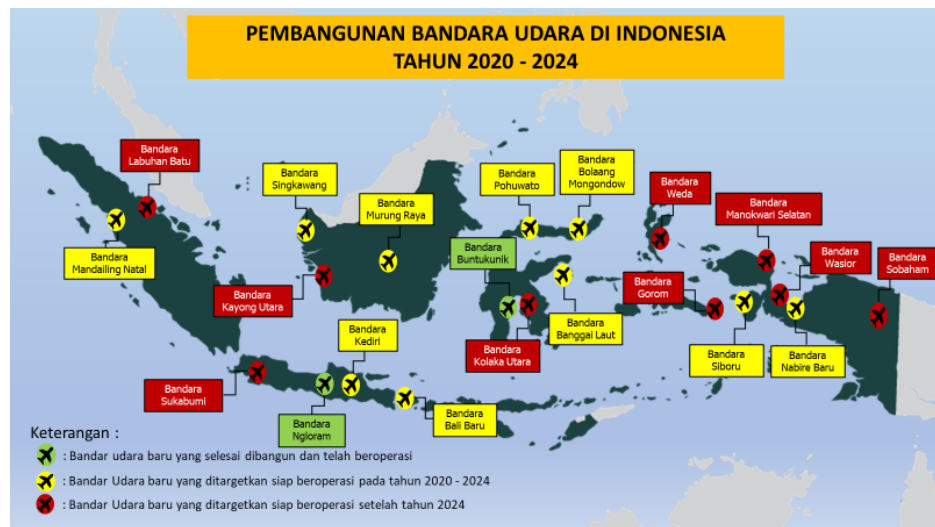 PEMBANGUNAN BANDARA UDARA DI INDONESIA
TAHUN 2020 - 2024
Bandara
Labuhan Batu
Bandara
Singkawang
Bandara
Murung Raya
Bandara
Pohuwato
Bandara
Bolaang
Mongondow
Bandara
Weda
Bandara
Manokwari Selatan
Bandara
Wasior
Bandara
Sobaham
Bandara
Buntukunik
Bandara
Mandailing Natal
Bandara
Kayong Utara
Bandara
Gorom
Bandara
Kediri
Bandara
Kolaka Utara
Bandara
Banggai Laut
Bandara
Siboru
Bandara
Nabire Baru
Bandara
Sukabumi
Bandara
Ngloram
Bandara
Bali Baru
Keterangan :
: Bandar udara baru yang selesai dibangun dan telah beroperasi
: Bandar Udara baru yang ditargetkan siap beroperasi pada tahun 2020 - 2024
: Bandar Udara baru yang ditargetkan siap beroperasi setelah tahun 2024